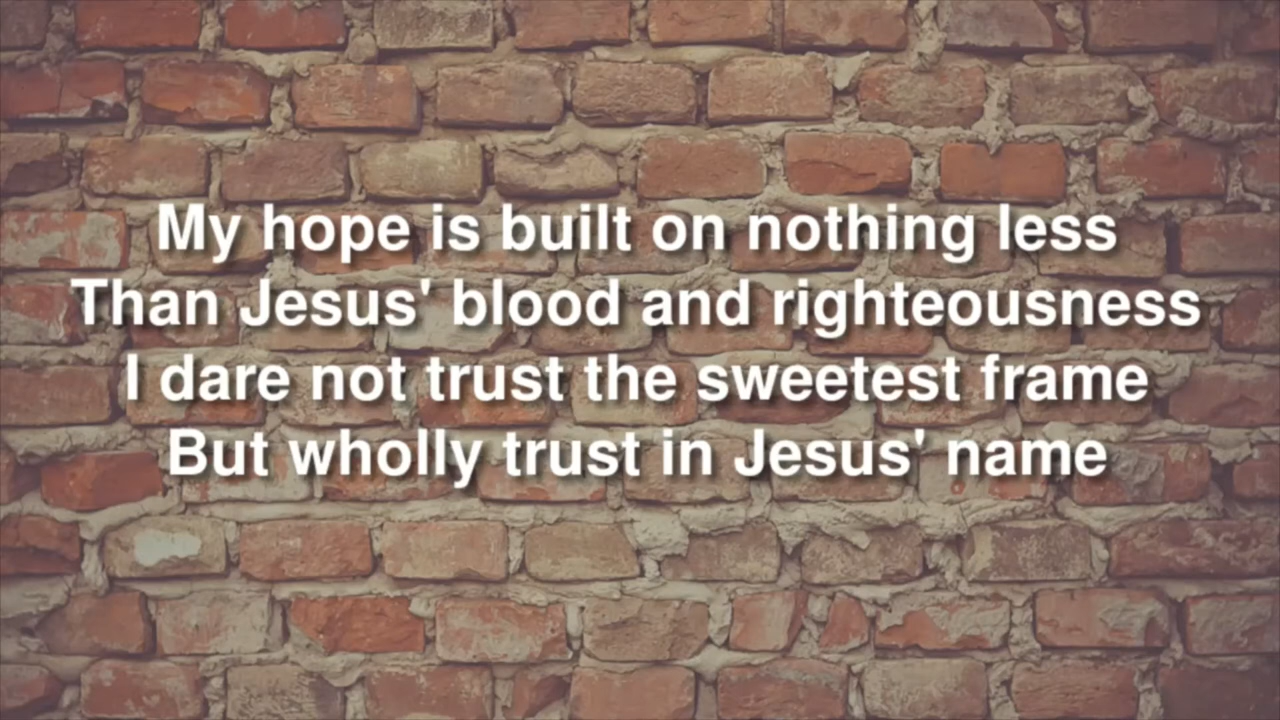 My hope is built on nothing less
Than Jesus' blood and righteousness
I dare not trust the sweetest frame
But wholly trust in Jesus' name